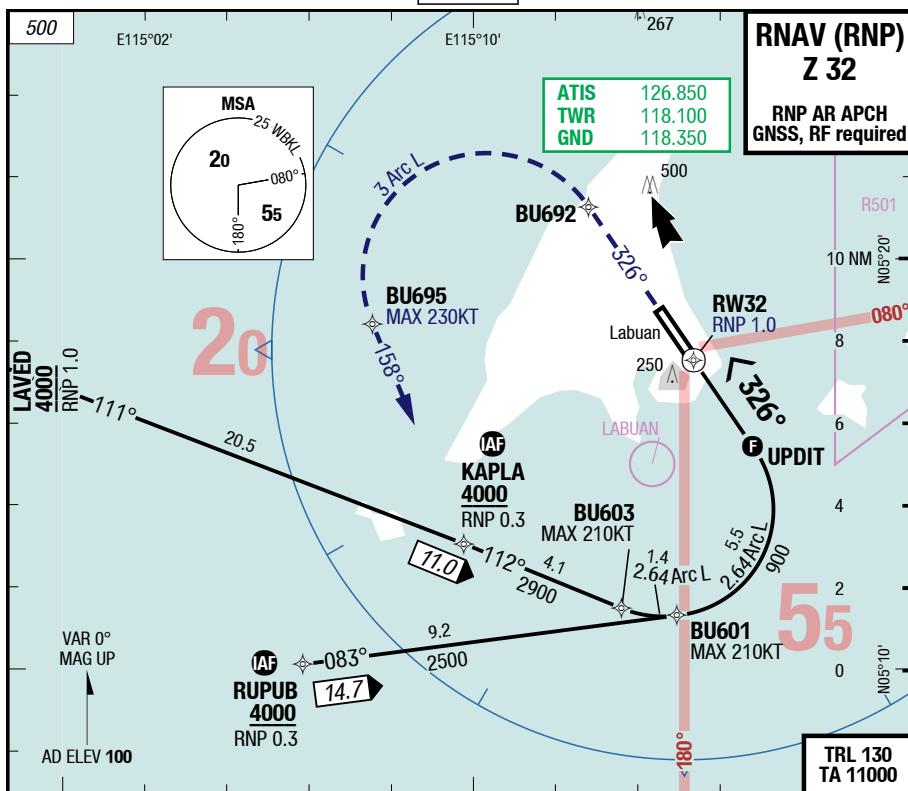 500
E115°02'
E115°10'
267
RNAV (RNP)
Z 32
RNP AR APCH
GNSS, RF required
ATIS 126.850
TWR 118.100
GND 118.350
MSA
25 WBKL
20
080°
55
180°
3 Arc L
500
BU692
R501
326°
10 NM
N05°20'
BU695
MAX 230KT
RW32
RNP 1.0
080°
20
Labuan
8
158°
250
LAVED
4000
RNP 1.0
111°
326°
20.5
LABUAN
6
IAF
KAPLA
4000
RNP 0.3
F UPDIT
BU603
MAX 210KT
4
11.0
112°
4.1
2900
1.4
2.64 Arc L
5.5
2.64 Arc L
900
2
55
BU601
MAX 210KT
VAR 0°
MAG UP
9.2
083°
2500
IAF
RUPUB
4000
RNP 0.3
14.7
0
N05°10'
AD ELEV 100
180°
TRL 130
TA 11000